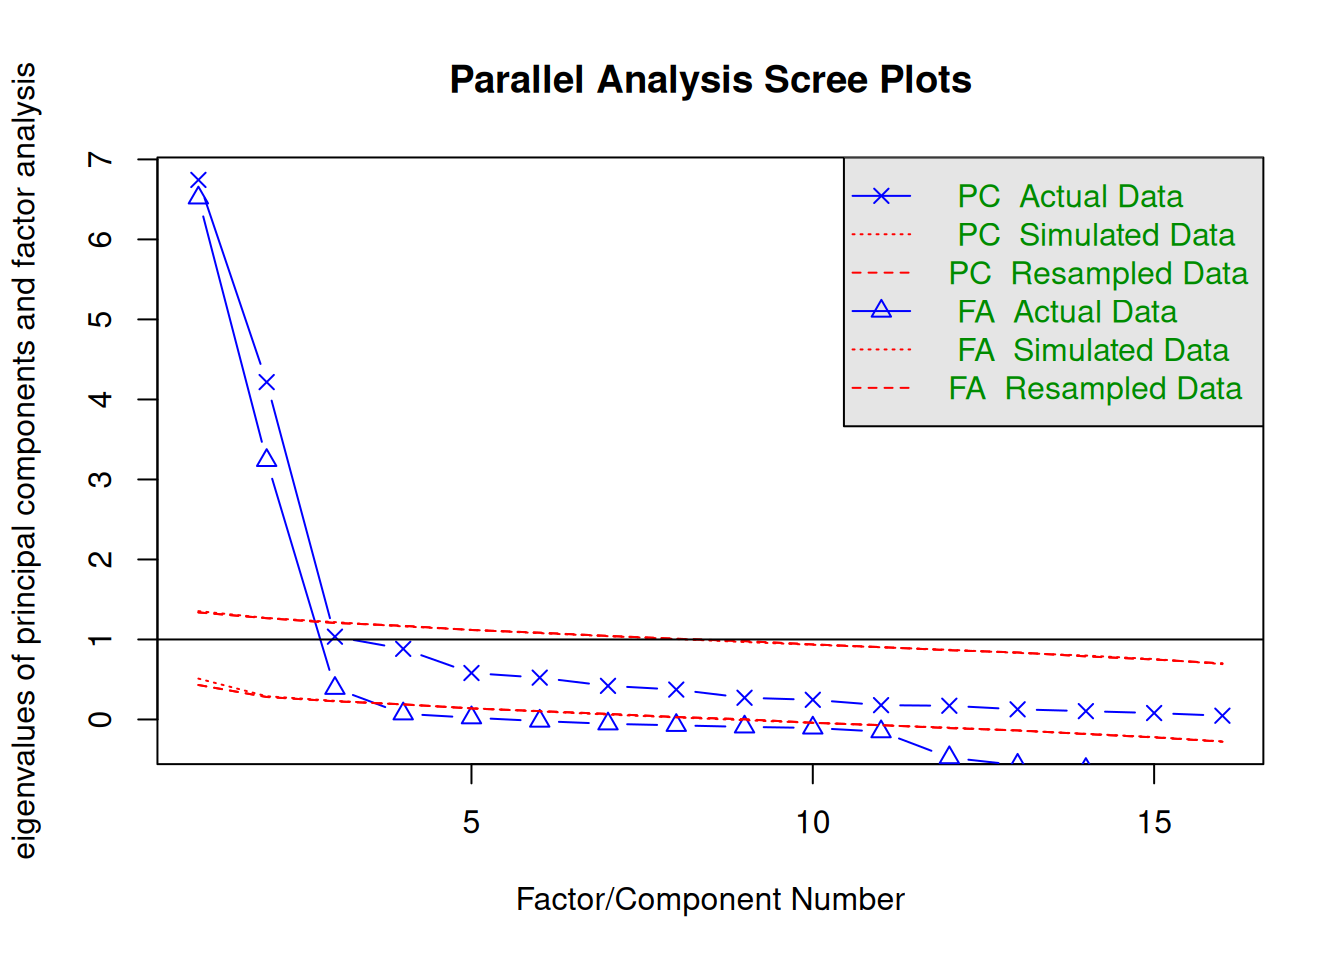 Parallel Analysis Scree Plots
eigenvalues of principal components and factor analysis
7
6
5
4
3
2
1
0
PC Actual Data
PC Simulated Data
PC Resampled Data
FA Actual Data
FA Simulated Data
FA Resampled Data
5 10 15
Factor/Component Number